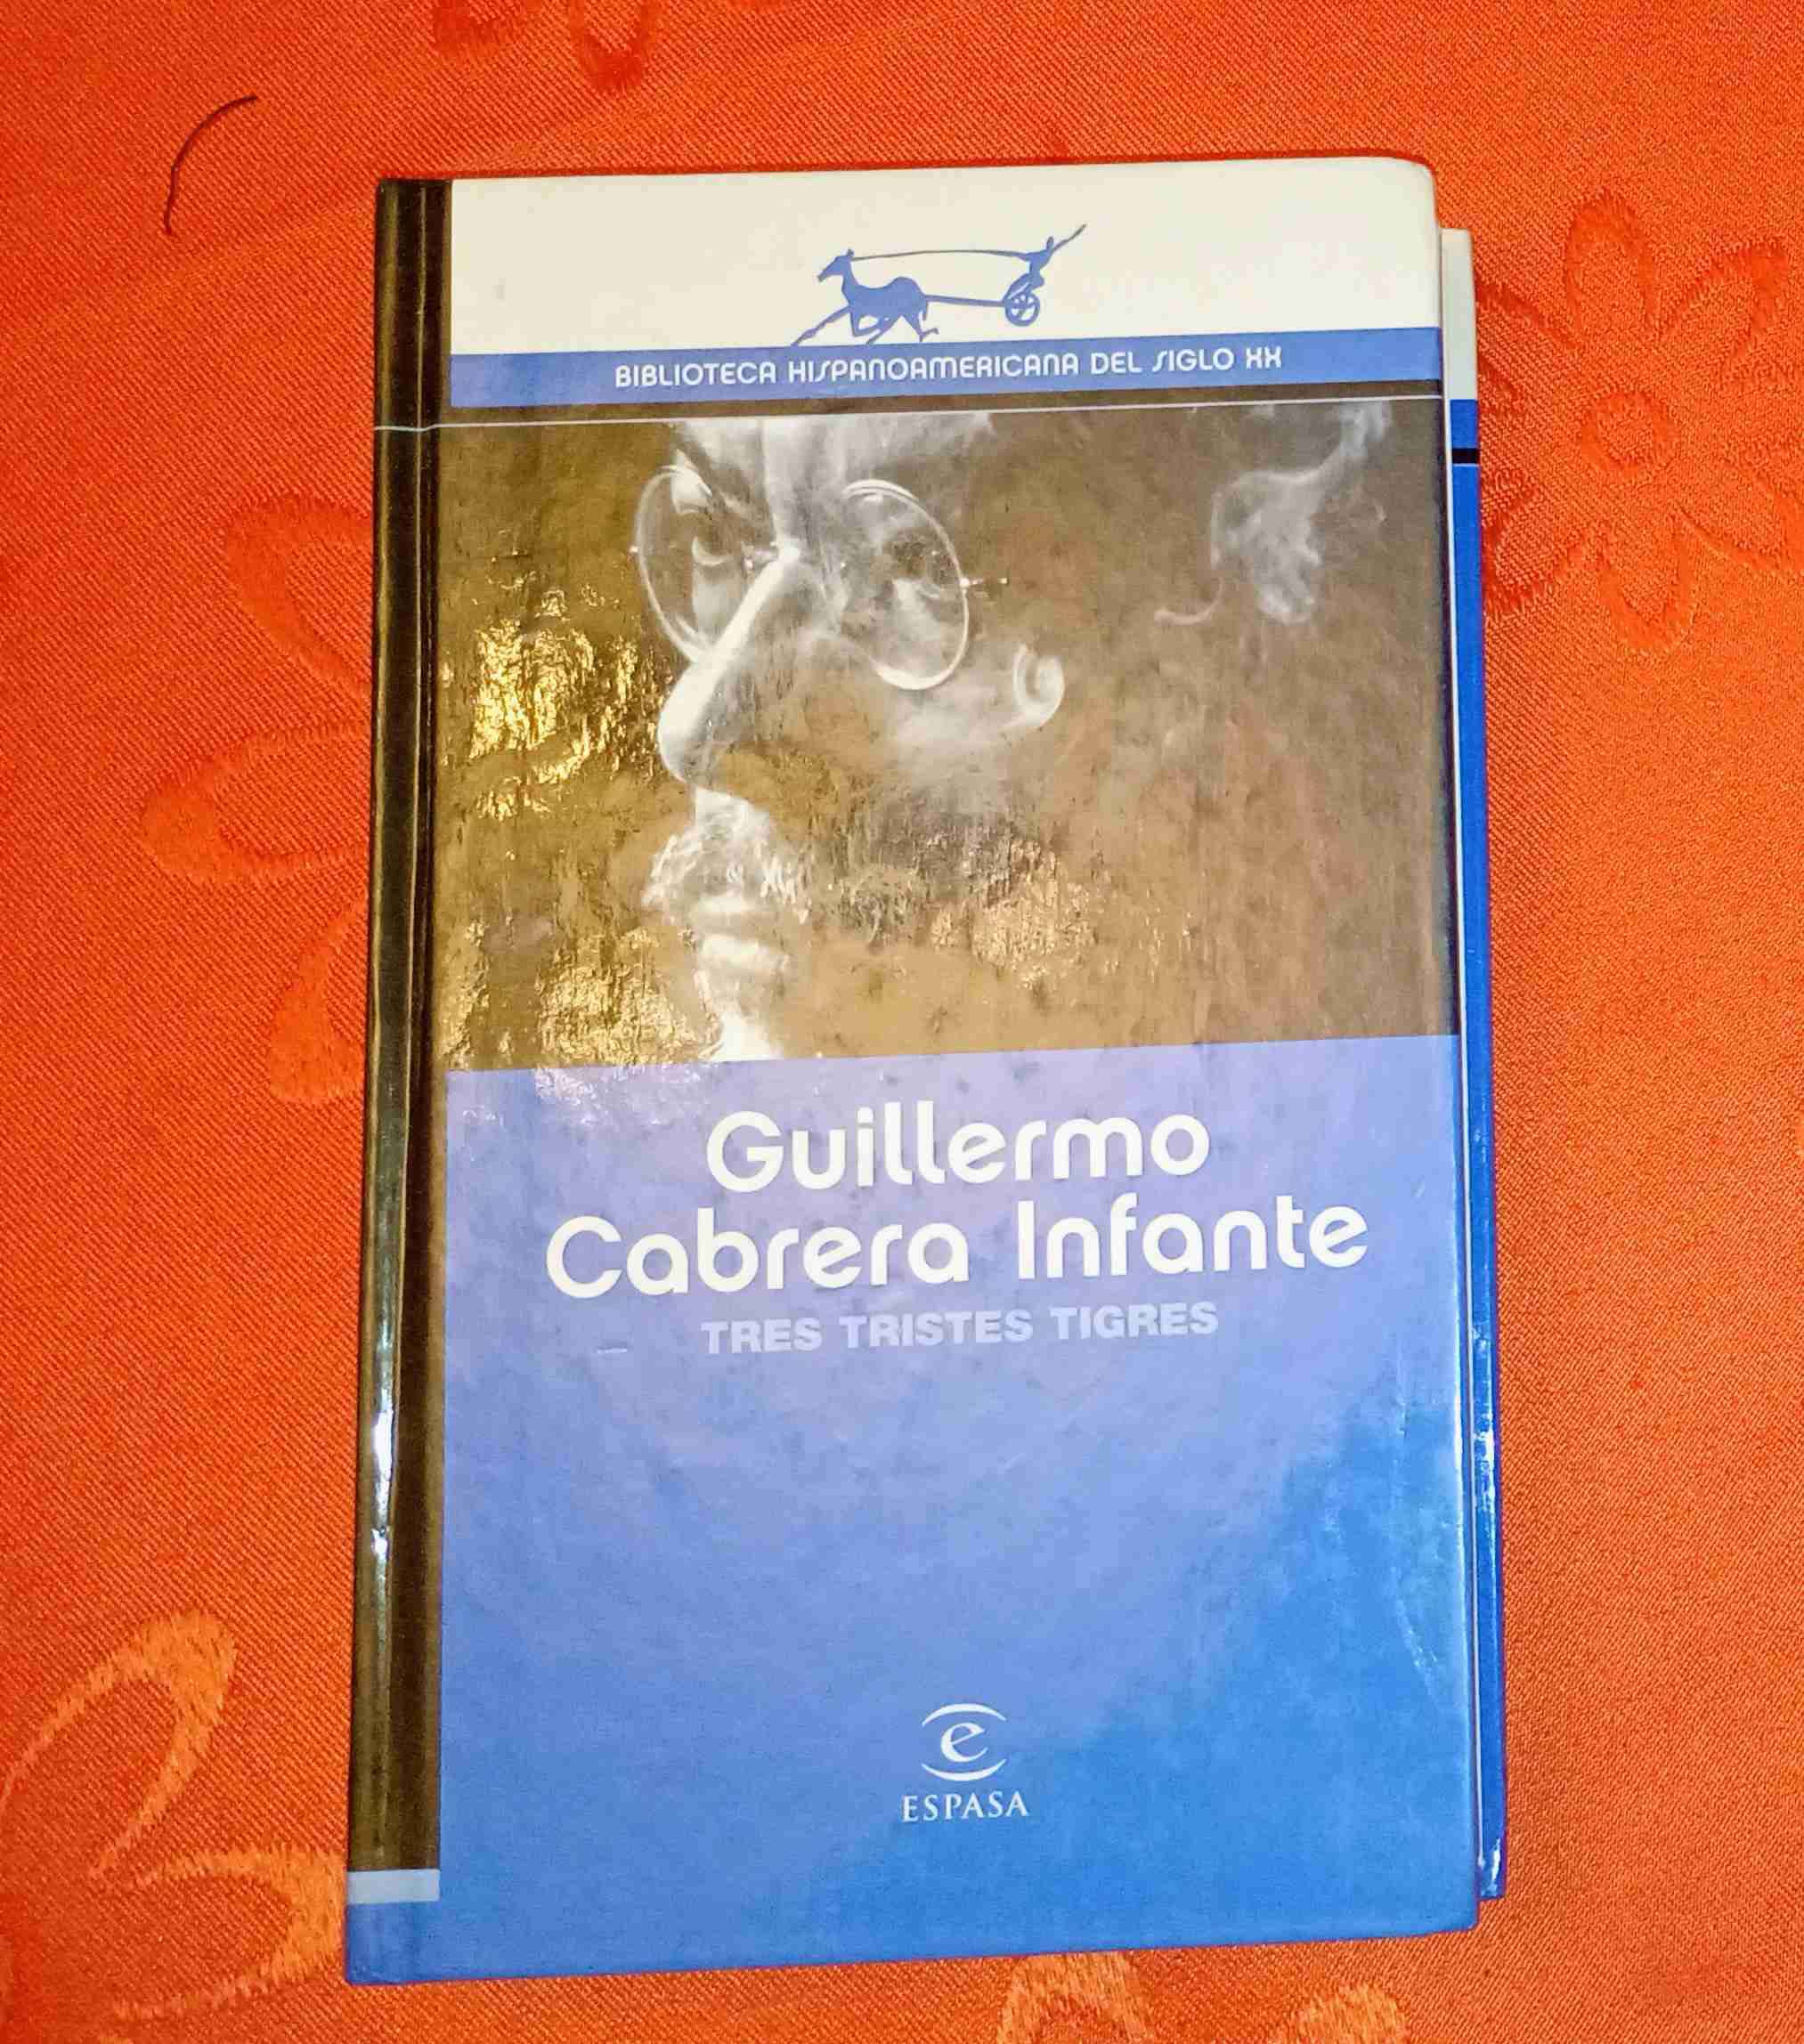 BIBLIOTECA HISPANOAMERICANA DEL SIGLO XX
Guillermo
Cabrera Infante
TRES TRISTES TIGRES
e
ESPASA